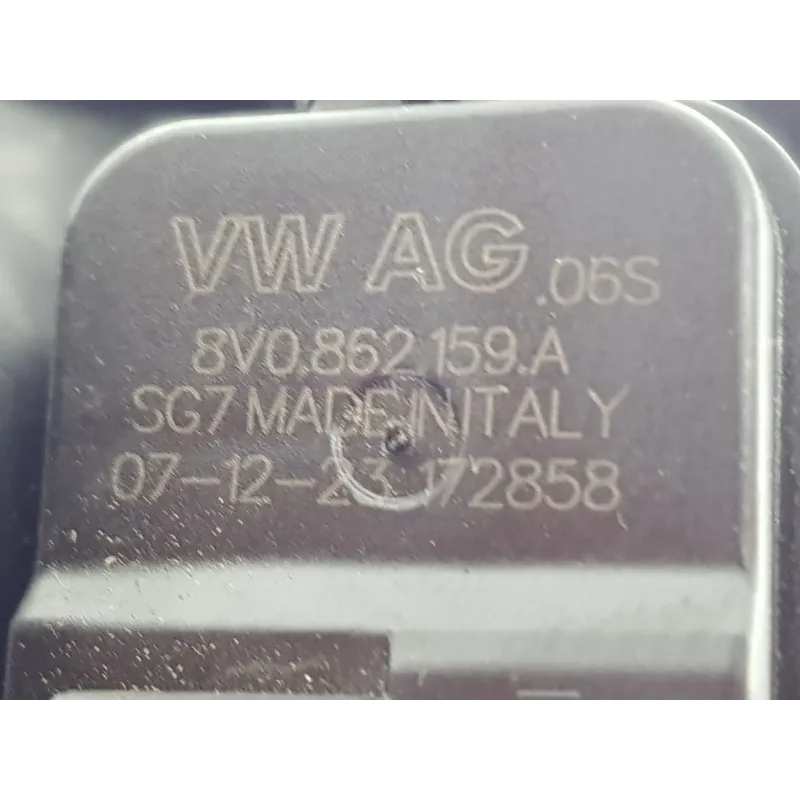 VW AG .06S
8V0.862 159.A
SG7 MADE IN ITALY
07-12-23 172858